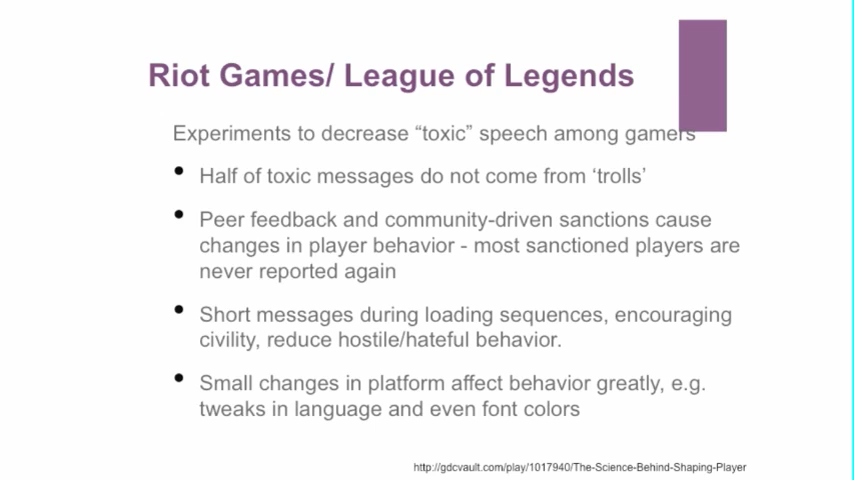 Riot Games/ League of Legends
Experiments to decrease “toxic” speech among gamers
• Half of toxic messages do not come from ‘trolls’
• Peer feedback and community-driven sanctions cause
changes in player behavior - most sanctioned players are
never reported again
• Short messages during loading sequences, encouraging
civility, reduce hostile/hateful behavior.
• Small changes in platform affect behavior greatly, e.g.
tweaks in language and even font colors
http://gdcvault.com/play/1017940/The-Science-Behind-Shaping-Player